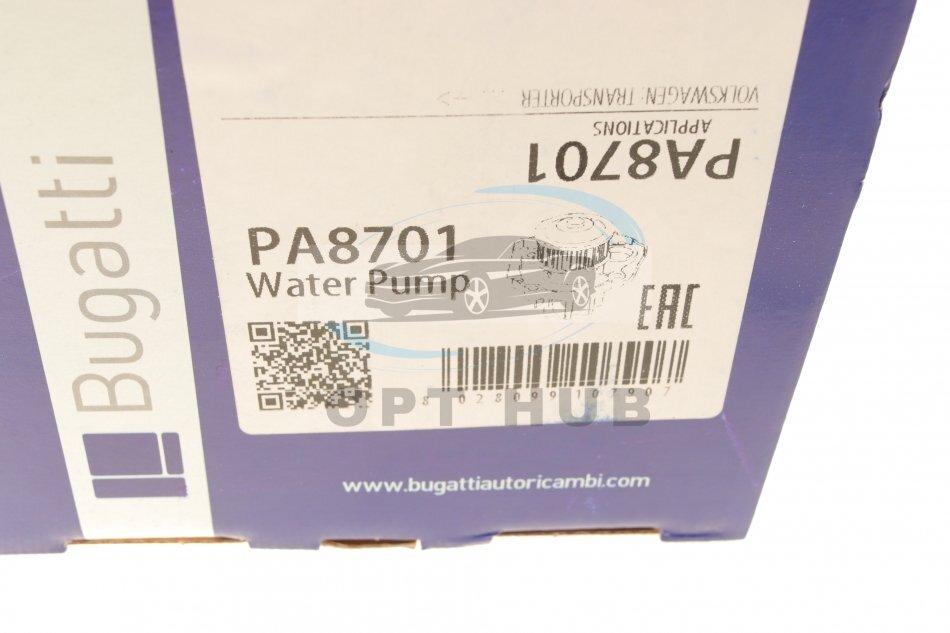 VOLKSWAGEN: TRANSPORTER
APPLICATIONS
PA8701
PA8701
Water Pump
EAC
OPT HUB
www.bugattiautoricambi.com
Bugatti